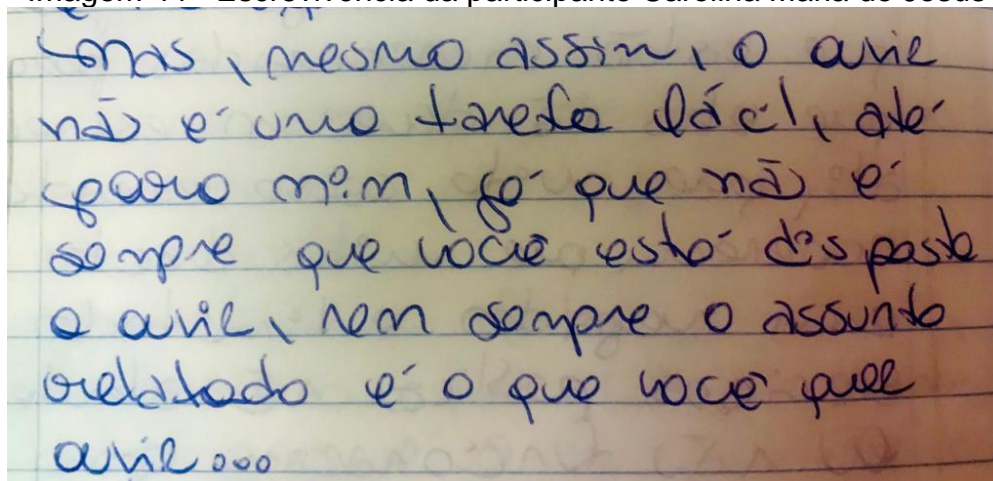 Mas, mesmo assim, o ouvir
não é uma tarefa fácil, até
para mim, já que não é
sempre que você está disposta
a ouvir, nem sempre o assunto
relatado é o que você quer
ouvir...